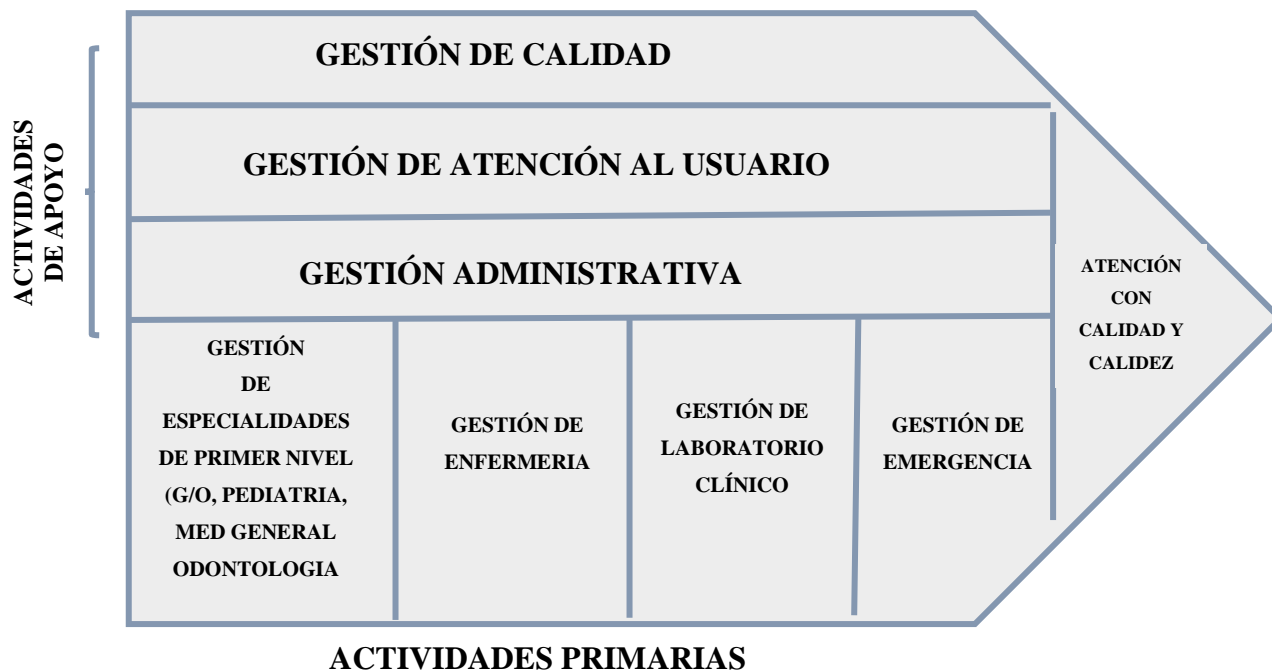 GESTIÓN DE CALIDAD
ACTIVIDADES
DE APOYO
GESTIÓN DE ATENCIÓN AL USUARIO
GESTIÓN ADMINISTRATIVA
ATENCIÓN
CON
CALIDAD Y
CALIDEZ
GESTIÓN
DE
ESPECIALIDADES
DE PRIMER NIVEL
(G/O, PEDIATRIA,
MED GENERAL
ODONTOLOGIA
GESTIÓN DE
ENFERMERIA
GESTIÓN DE
LABORATORIO
CLÍNICO
GESTIÓN DE
EMERGENCIA
ACTIVIDADES PRIMARIAS